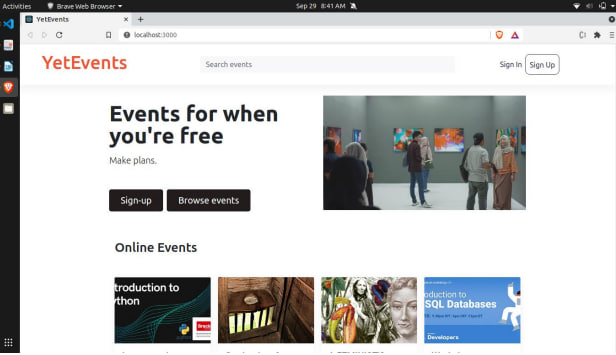 Activities
Brave Web Browser
Sep 29 8:41 AM
YetEvents
localhost:3000
YetEvents
Search events
Sign In
Sign Up
Events for when
you're free
Make plans.
Sign-up
Browse events
Online Events
troduction to
ython
oduction to
SQL Databases
Developers